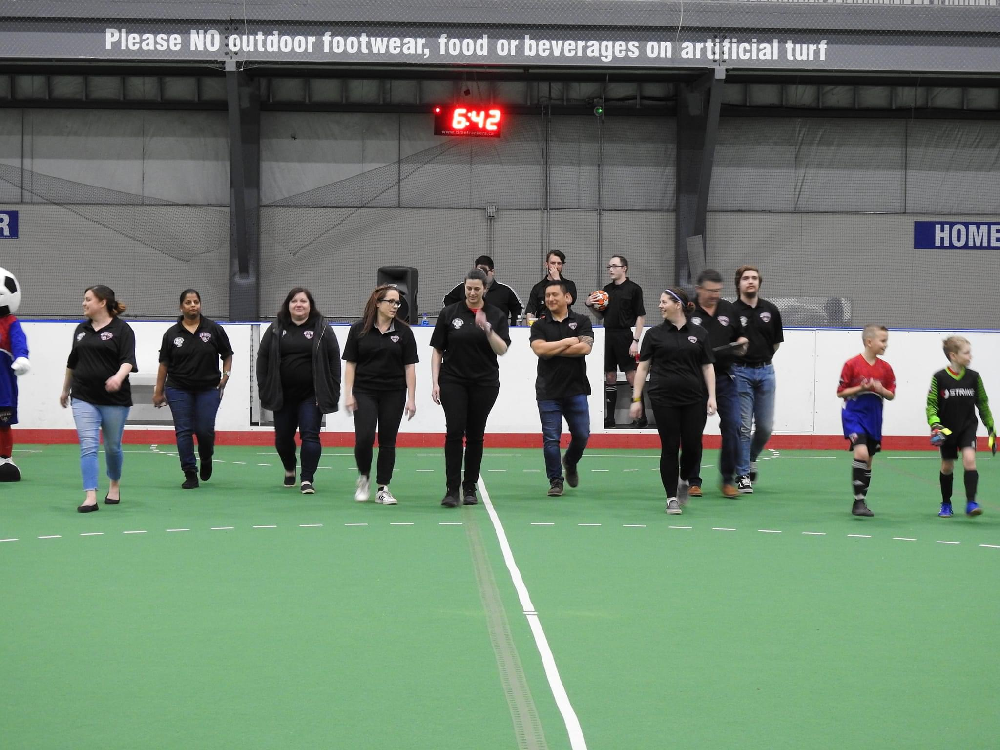 Please NO outdoor footwear, food or beverages on artificial turf
6:42
www.timetrackers.ca
R
HOME
STRIKE